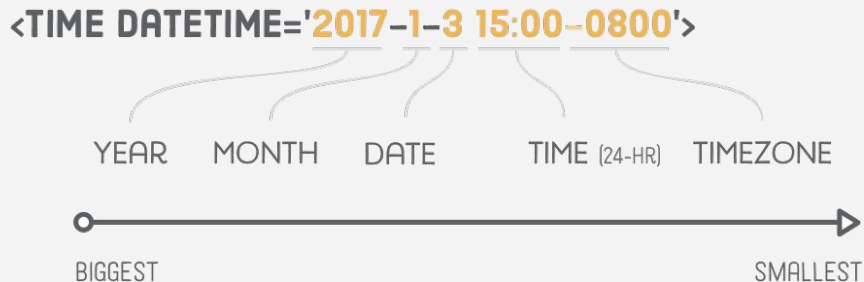 <TIME DATETIME='2017-1-3 15:00-0800'>
YEAR MONTH DATE TIME (24-HR) TIMEZONE
BIGGEST SMALLEST